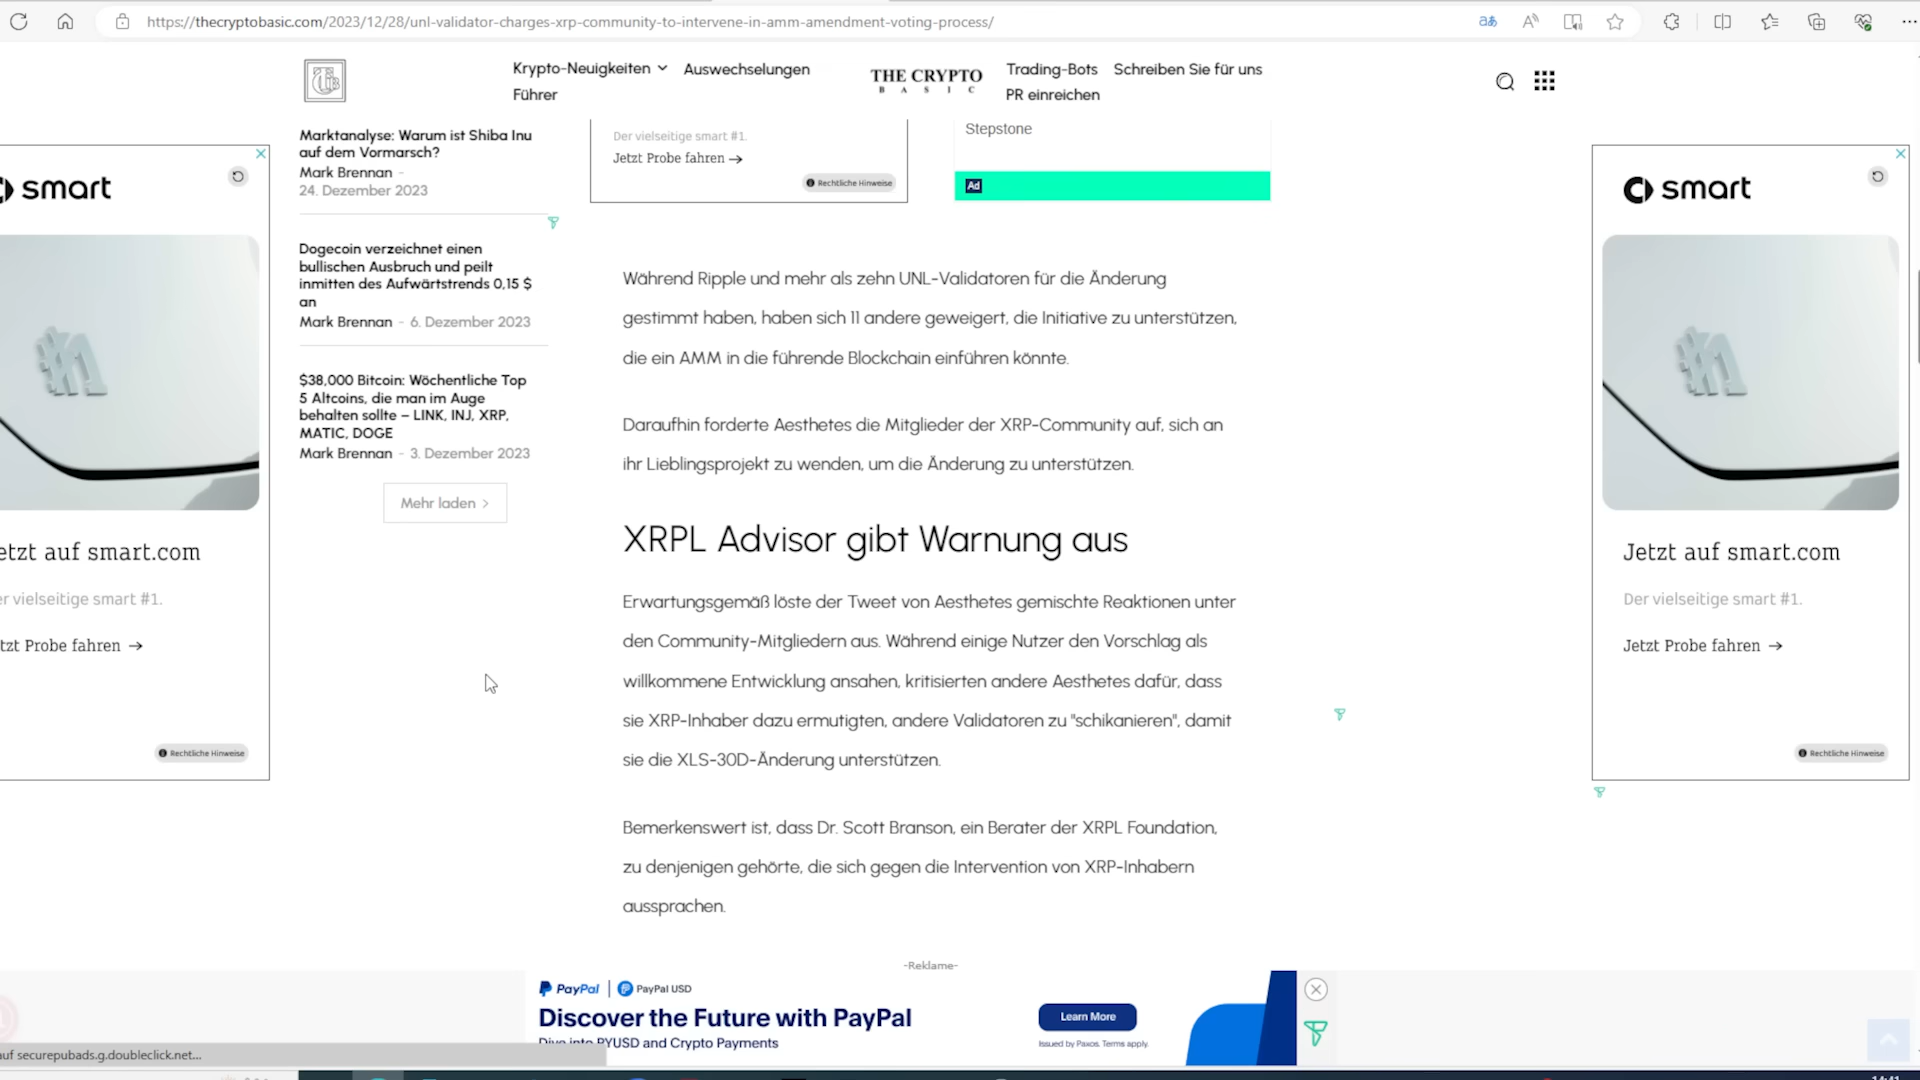 https://thecryptobasic.com/2023/12/28/unl-validator-charges-xrp-community-to-intervene-in-amm-amendment-voting-process/
Krypto-Neuigkeiten
Auswechselungen
Führer
THE CRYPTO
BASIC
Trading-Bots
Schreiben Sie für uns
PR einreichen
Marktanalyse: Warum ist Shiba Inu
auf dem Vormarsch?
Mark Brennan -
24. Dezember 2023
Dogecoin verzeichnet einen
bullischen Ausbruch und peilt
inmitten des Aufwärtstrends 0,15 $
an
Mark Brennan - 6. Dezember 2023
$38,000 Bitcoin: Wöchentliche Top
5 Altcoins, die man im Auge
behalten sollte – LINK, INJ, XRP,
MATIC, DOGE
Mark Brennan - 3. Dezember 2023
Mehr laden >
Der vielseitige smart #1.
Jetzt Probe fahren →
Rechtliche Hinweise
Stepstone
Ad
Während Ripple und mehr als zehn UNL-Validatoren für die Änderung
gestimmt haben, haben sich 11 andere geweigert, die Initiative zu unterstützen,
die ein AMM in die führende Blockchain einführen könnte.
Daraufhin forderte Aesthetes die Mitglieder der XRP-Community auf, sich an
ihr Lieblingsprojekt zu wenden, um die Änderung zu unterstützen.
XRPL Advisor gibt Warnung aus
Erwartungsgemäß löste der Tweet von Aesthetes gemischte Reaktionen unter
den Community-Mitgliedern aus. Während einige Nutzer den Vorschlag als
willkommene Entwicklung ansahen, kritisierten andere Aesthetes dafür, dass
sie XRP-Inhaber dazu ermutigten, andere Validatoren zu "schikanieren", damit
sie die XLS-30D-Änderung unterstützen.
Bemerkenswert ist, dass Dr. Scott Branson, ein Berater der XRPL Foundation,
zu denjenigen gehörte, die sich gegen die Intervention von XRP-Inhabern
aussprachen.
-Reklame-
smart
etzt auf smart.com
er vielseitige smart #1.
tzt Probe fahren →
Rechtliche Hinweise
smart
Jetzt auf smart.com
Der vielseitige smart #1.
Jetzt Probe fahren →
Rechtliche Hinweise
PayPal | PayPal USD
Discover the Future with PayPal
Dive into PYUSD and Crypto Payments
Learn More
Issued by Paxos. Terms apply.
auf securepubads.g.doubleclick.net...